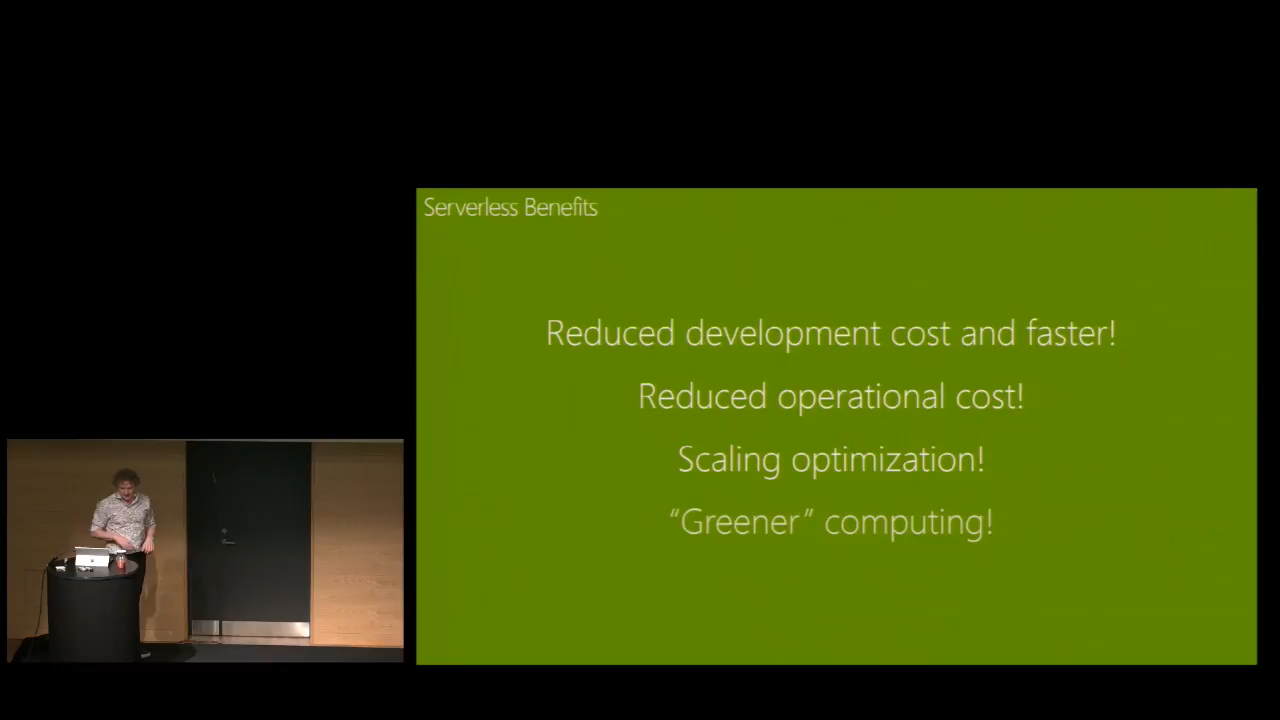 Serverless Benefits
Reduced development cost and faster!
Reduced operational cost!
Scaling optimization!
“Greener” computing!